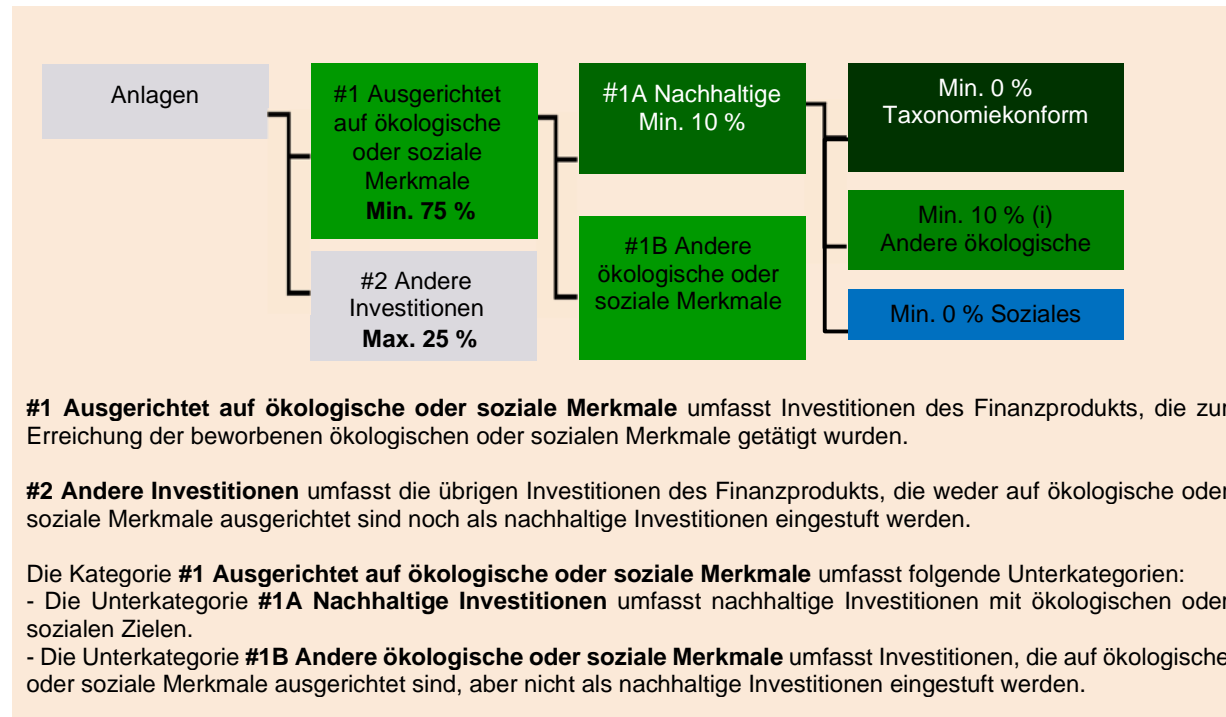 Anlagen
#1 Ausgerichtet
auf ökologische
oder soziale
Merkmale
Min. 75 %
#2 Andere
Investitionen
Max. 25 %
#1A Nachhaltige
Min. 10 %
#1B Andere
ökologische oder
soziale Merkmale
Min. 0 %
Taxonomiekonform
Min. 10 % (i)
Andere ökologische
Min. 0 % Soziales
#1 Ausgerichtet auf ökologische oder soziale Merkmale umfasst Investitionen des Finanzprodukts, die zur
Erreichung der beworbenen ökologischen oder sozialen Merkmale getätigt wurden.
#2 Andere Investitionen umfasst die übrigen Investitionen des Finanzprodukts, die weder auf ökologische oder
soziale Merkmale ausgerichtet sind noch als nachhaltige Investitionen eingestuft werden.
Die Kategorie #1 Ausgerichtet auf ökologische oder soziale Merkmale umfasst folgende Unterkategorien:
- Die Unterkategorie #1A Nachhaltige Investitionen umfasst nachhaltige Investitionen mit ökologischen oder
sozialen Zielen.
- Die Unterkategorie #1B Andere ökologische oder soziale Merkmale umfasst Investitionen, die auf ökologische
oder soziale Merkmale ausgerichtet sind, aber nicht als nachhaltige Investitionen eingestuft werden.